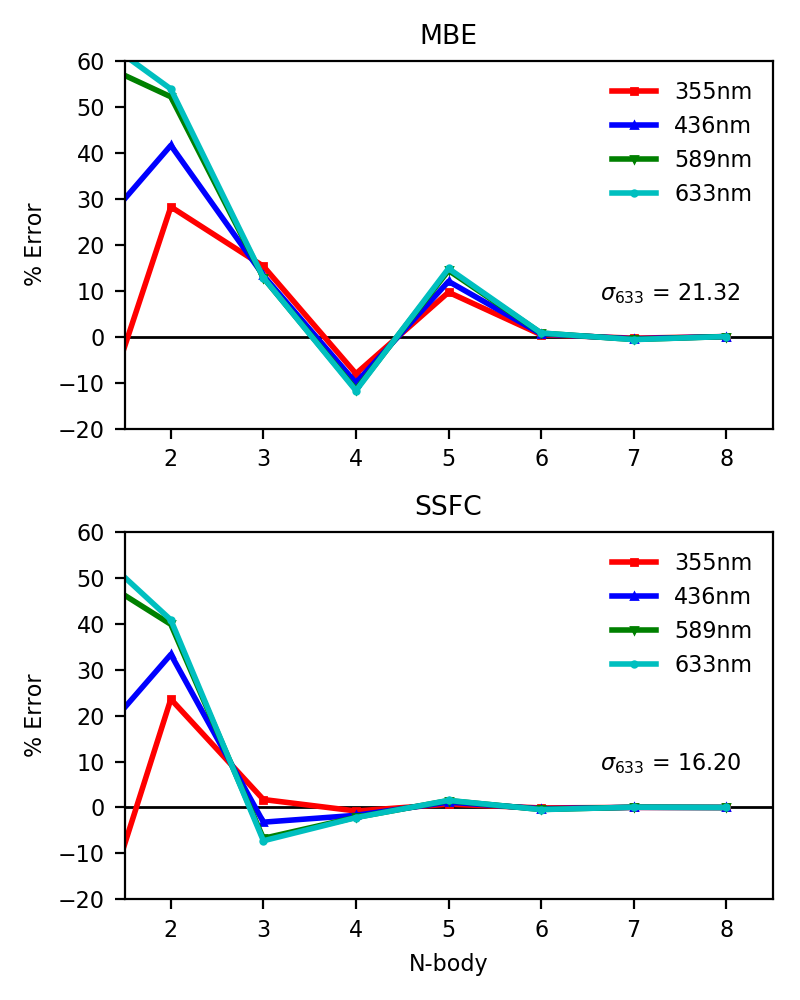 MBE
60
50
40
30
20
10
0
−10
−20
% Error
355nm
436nm
589nm
633nm
σ633 = 21.32
2 3 4 5 6 7 8
SSFC
60
50
40
30
20
10
0
−10
−20
% Error
355nm
436nm
589nm
633nm
σ633 = 16.20
2 3 4 5 6 7 8
N-body